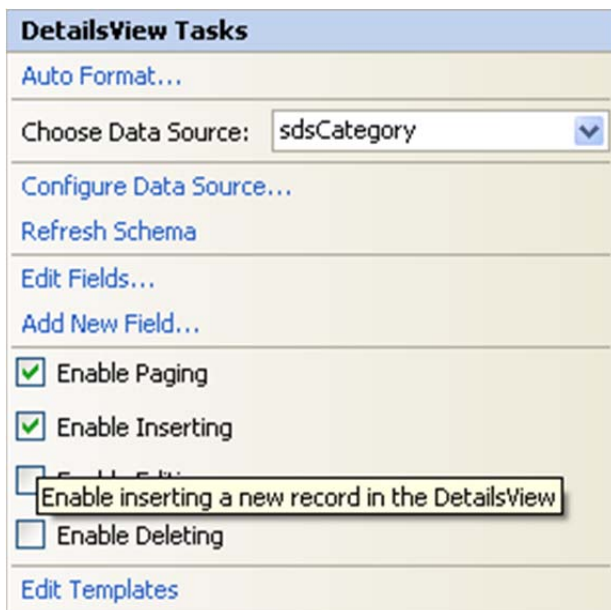 DetailsView Tasks
Auto Format...
Choose Data Source: sdsCategory
Configure Data Source...
Refresh Schema
Edit Fields...
Add New Field...
Enable Paging
Enable Inserting
Enable inserting a new record in the DetailsView
Enable Deleting
Edit Templates